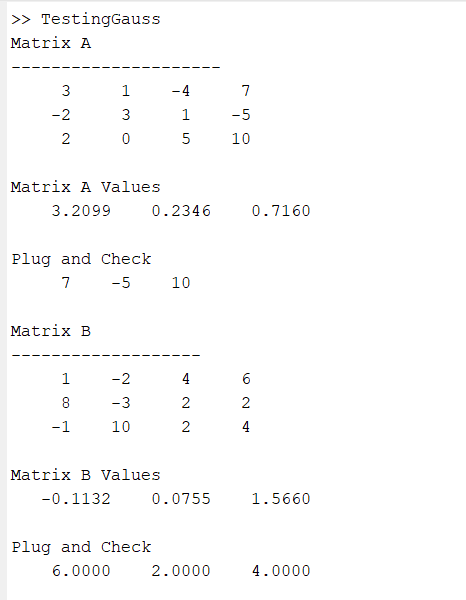 >> TestingGauss
Matrix A
---------------------
3 1 -4 7
-2 3 1 -5
2 0 5 10
Matrix A Values
3.2099 0.2346 0.7160
Plug and Check
7 -5 10
Matrix B
-------------------
1 -2 4 6
8 -3 2 2
-1 10 2 4
Matrix B Values
-0.1132 0.0755 1.5660
Plug and Check
6.0000 2.0000 4.0000